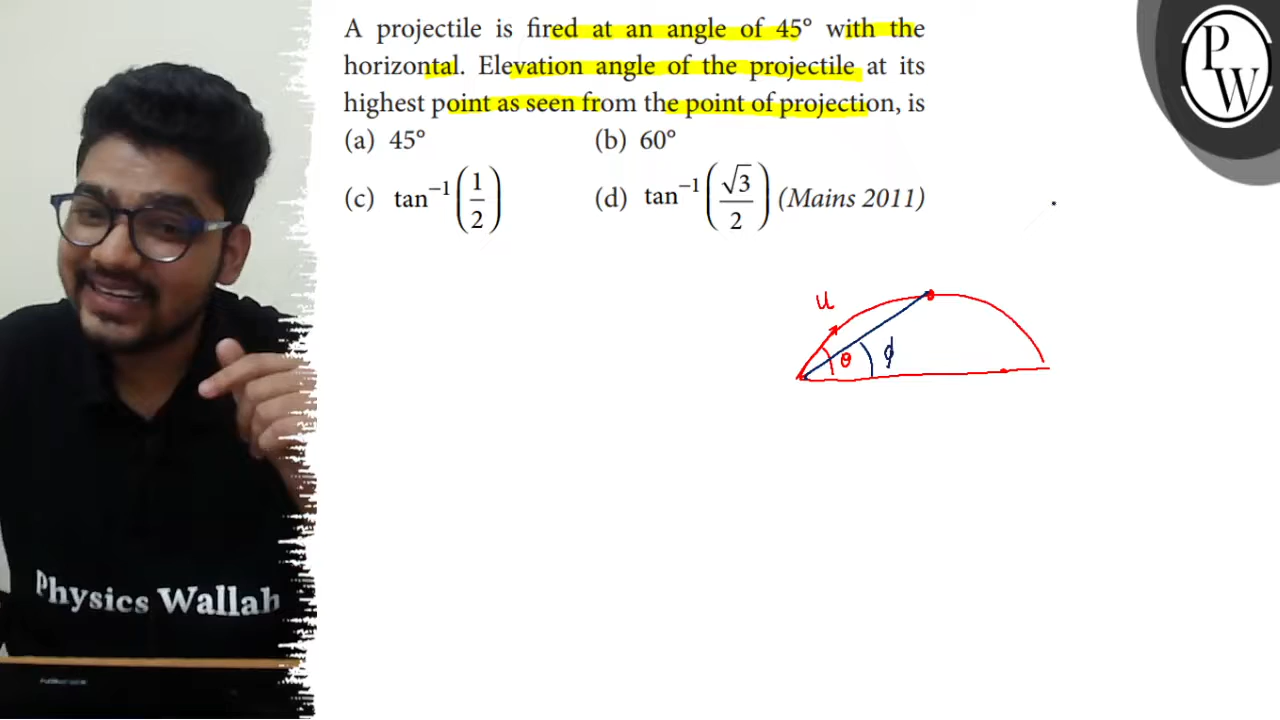 A projectile is fired at an angle of 45° with the
horizontal. Elevation angle of the projectile at its
highest point as seen from the point of projection, is
(a) 45° (b) 60°
(c) tan⁻¹(1/2) (d) tan⁻¹(√3/2) (Mains 2011)
P
W
u
θ ϕ
Physics Wallah